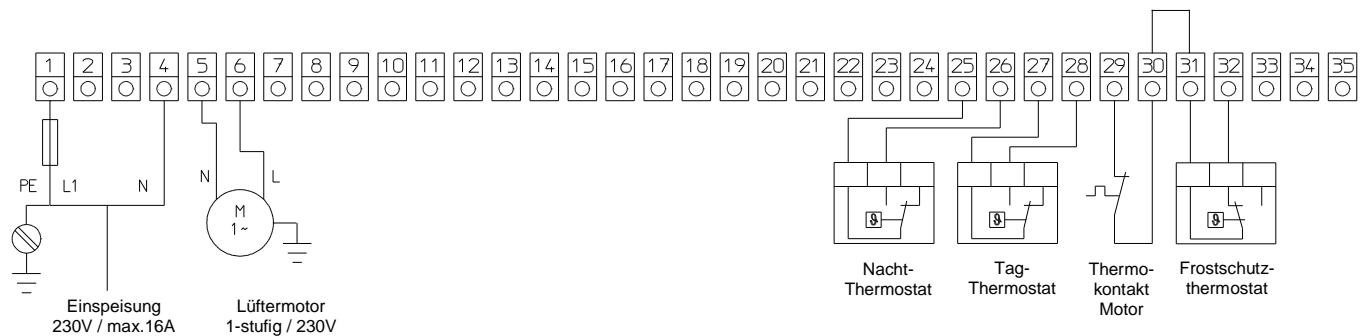 1 2 3 4 5 6 7 8 9 10 11 12 13 14 15 16 17 18 19 20 21 22 23 24 25 26 27 28 29 30 31 32 33 34 35
PE L1 N
N L
M
1~
ϑ ϑ ϑ
Einspeisung
230V / max.16A
Lüftermotor
1-stufig / 230V
Nacht-
Thermostat
Tag-
Thermostat
Thermo-
kontakt
Motor
Frostschutz-
thermostat